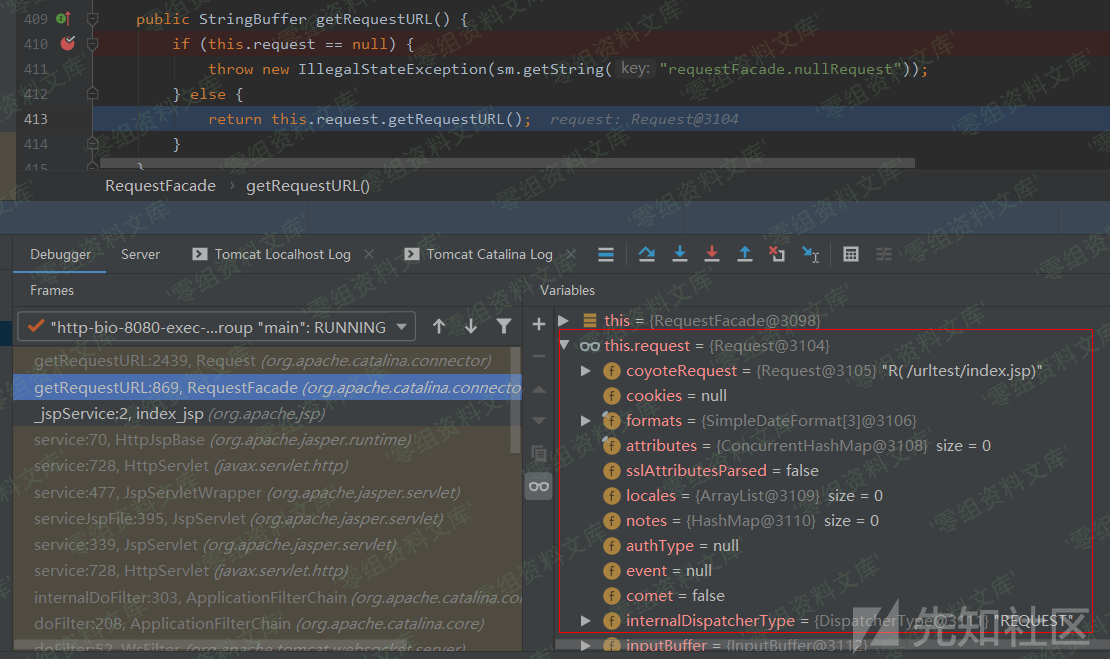 409 public StringBuffer getRequestURL() {
410 if (this.request == null) {
411 throw new IllegalStateException(sm.getString( key: "requestFacade.nullRequest"));
412 } else {
413 return this.request.getRequestURL(); request: Request@3104
414 }
415 }
RequestFacade › getRequestURL()
Debugger Server Tomcat Localhost Log Tomcat Catalina Log
Frames
"http-bio-8080-exec-...roup "main": RUNNING
getRequestURL:2439, Request (org.apache.catalina.connector)
getRequestURL:869, RequestFacade (org.apache.catalina.connecto
_jspService:2, index_jsp (org.apache.jsp)
service:70, HttpJspBase (org.apache.jasper.runtime)
service:728, HttpServlet (javax.servlet.http)
service:477, JspServletWrapper (org.apache.jasper.servlet)
serviceJspFile:395, JspServlet (org.apache.jasper.servlet)
service:339, JspServlet (org.apache.jasper.servlet)
service:728, HttpServlet (javax.servlet.http)
internalDoFilter:303, ApplicationFilterChain (org.apache.catalina.co
doFilter:208, ApplicationFilterChain (org.apache.catalina.core)
doFilter:52, WsFilter (org.apache.tomcat.websocket.server)
Variables
this = {RequestFacade@3098}
this.request = {Request@3104}
coyoteRequest = {Request@3105} "R( /urltest/index.jsp)"
cookies = null
formats = {SimpleDateFormat[3]@3106}
attributes = {ConcurrentHashMap@3108} size = 0
sslAttributesParsed = false
locales = {ArrayList@3109} size = 0
notes = {HashMap@3110} size = 0
authType = null
event = null
comet = false
internalDispatcherType = {DispatcherType@3111} "REQUEST"
inputBuffer = {InputBuffer@3112}
零组资料文库
先知社区